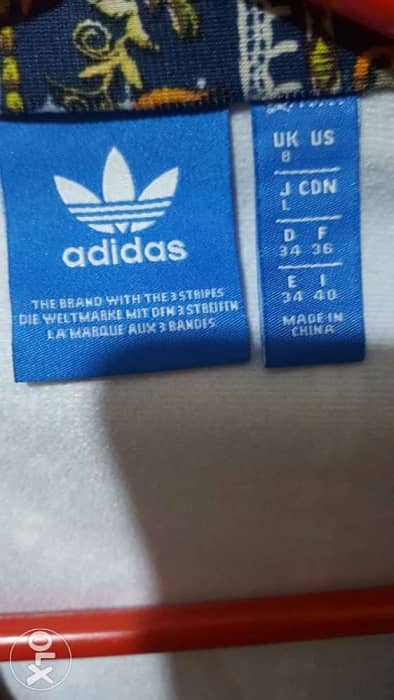 adidas
THE BRAND WITH THE 3 STRIPES
DIE WELTMARKE MIT DEN 3 STREIFEN
LA MARQUE AUX 3 BANDES
UK US
8
J CDN
L
D F
34 36
E I
34 40
MADE IN
CHINA
OLX